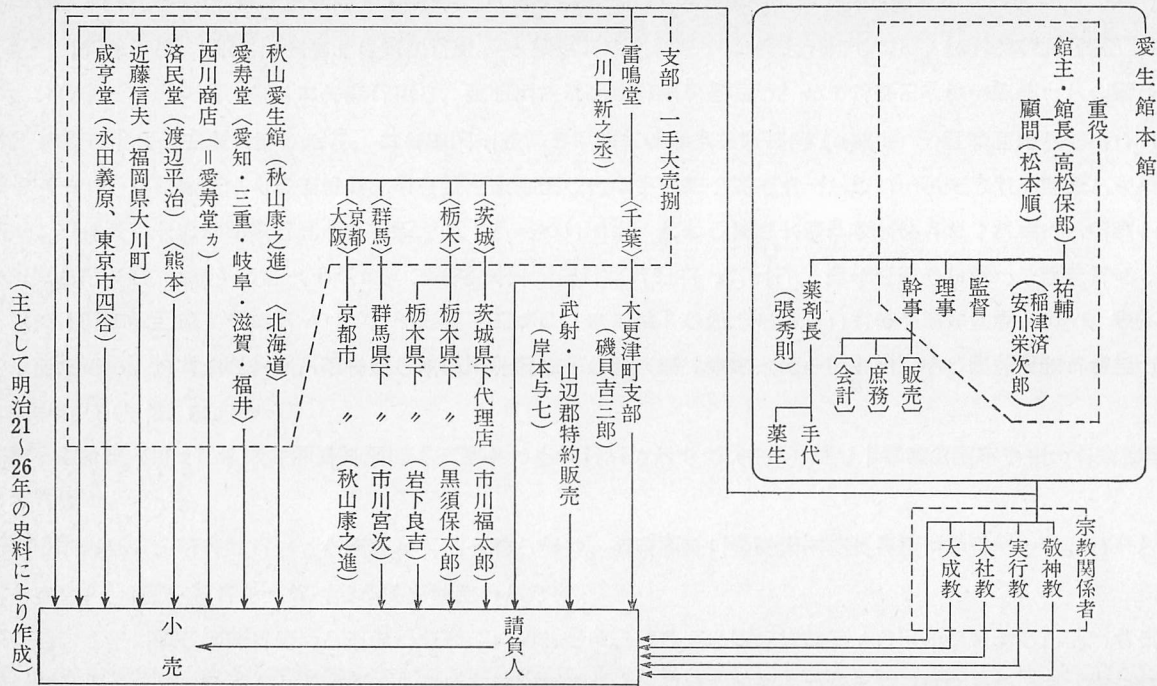 愛生館本館
重役
館主・館長(高松保郎)
顧問(松本順)
祐輔
(稲津済
安川栄次郎)
監督
理事
幹事
〔販売〕
〔庶務〕
〔会計〕
薬剤長
(張秀則)
手代
薬生
宗教関係者
敬神教
実行教
大社教
大成教
支部・一手大売捌
雷鳴堂
川口新之丞
〈千葉〉
木更津町支部
(磯貝吉三郎)
武射・山辺郡特約販売
(岸本与七)
〈茨城〉
茨城県下代理店(市川福太郎)
〈栃木〉
栃木県下 〃 (黒須保太郎)
栃木県下 〃 (岩下良吉)
〈群馬〉
群馬県下 〃 (市川宮次)
〈京都
大阪〉
京都市 〃 (秋山康之進)
秋山愛生館(秋山康之進)〈北海道〉
愛寿堂〈愛知・三重・岐阜・滋賀・福井〉
西川商店(=愛寿堂カ)
済民堂(渡辺平治)〈熊本〉
近藤信夫(福岡県大川町)
咸亨堂(永田義原、東京市四谷)
請負人
小売
(主として明治21〜26年の史料により作成)